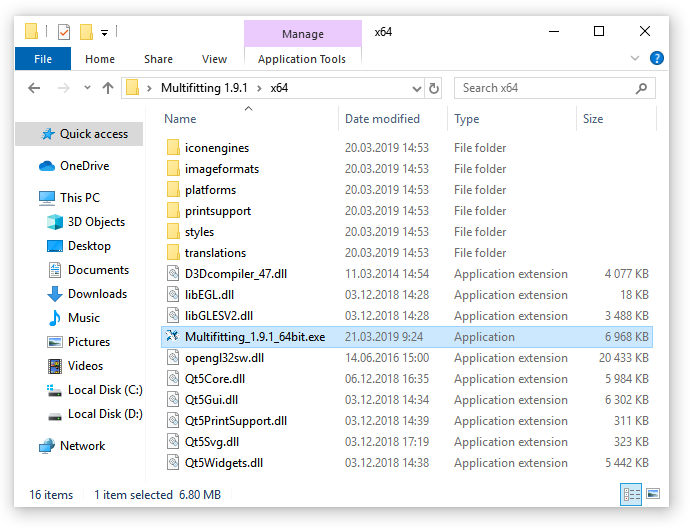 Manage x64
File Home Share View Application Tools
Multifitting 1.9.1 x64 Search x64
Name Date modified Type Size
Quick access
OneDrive
This PC
3D Objects
Desktop
Documents
Downloads
Music
Pictures
Videos
Local Disk (C:)
Local Disk (D:)
Network
iconengines 20.03.2019 14:53 File folder
imageformats 20.03.2019 14:53 File folder
platforms 20.03.2019 14:53 File folder
printsupport 20.03.2019 14:53 File folder
styles 20.03.2019 14:53 File folder
translations 20.03.2019 14:53 File folder
D3Dcompiler_47.dll 11.03.2014 14:54 Application extension 4 077 KB
libEGL.dll 03.12.2018 14:28 Application extension 18 KB
libGLESV2.dll 03.12.2018 14:28 Application extension 3 488 KB
Multifitting_1.9.1_64bit.exe 21.03.2019 9:24 Application 6 968 KB
opengl32sw.dll 14.06.2016 15:00 Application extension 20 433 KB
Qt5Core.dll 06.12.2018 16:35 Application extension 5 984 KB
Qt5Gui.dll 03.12.2018 14:34 Application extension 6 302 KB
Qt5PrintSupport.dll 03.12.2018 14:39 Application extension 311 KB
Qt5Svg.dll 03.12.2018 17:19 Application extension 323 KB
Qt5Widgets.dll 03.12.2018 14:38 Application extension 5 442 KB
16 items 1 item selected 6.80 MB